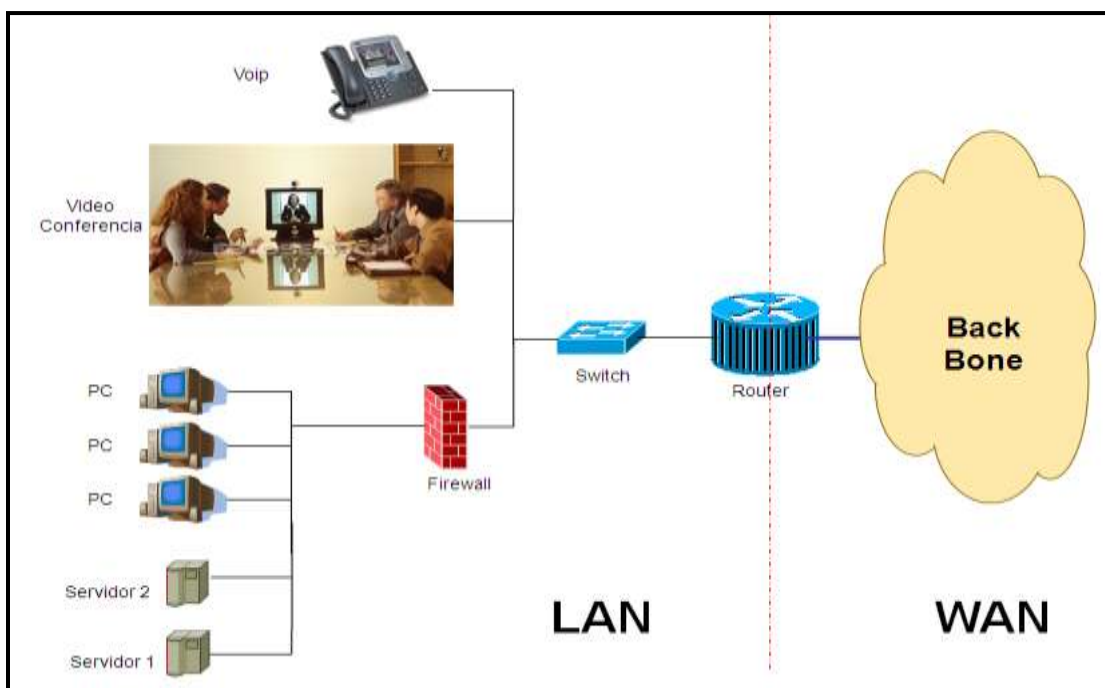 Voip
Video
Conferencia
PC
PC
PC
Servidor 2
Servidor 1
Firewall
Switch
Router
Back
Bone
LAN
WAN